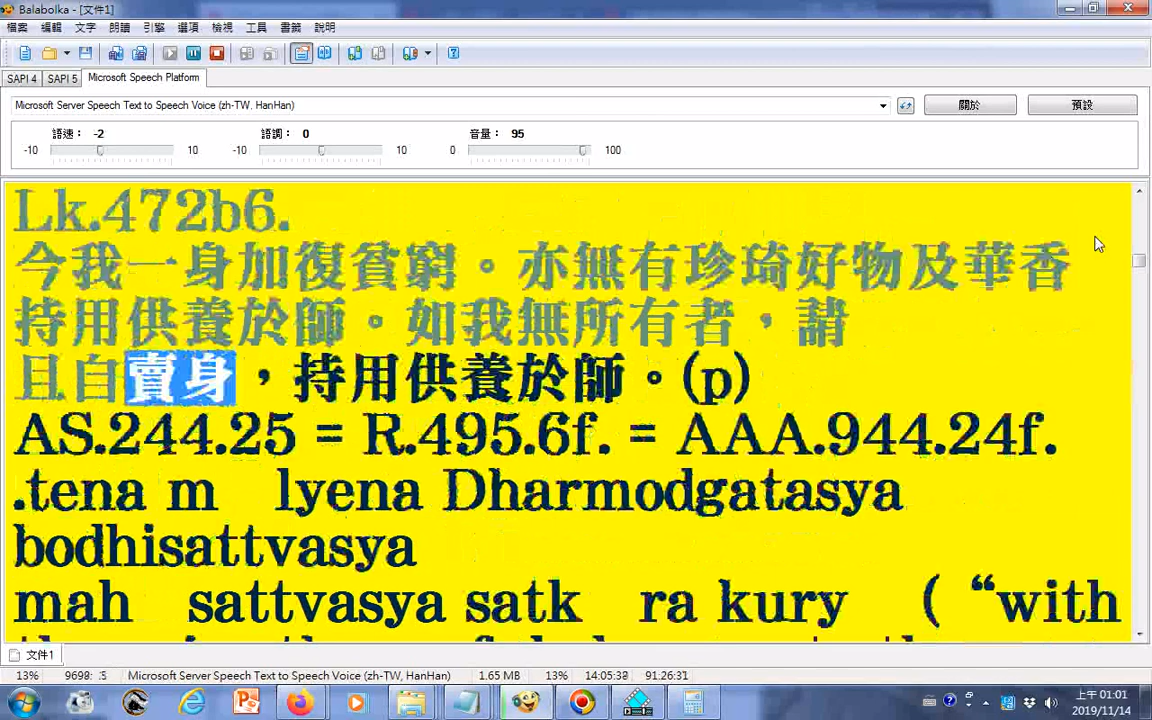 Balabolka - [文件1]
檔案 編輯 文字 朗讀 引擎 選項 檢視 工具 書籤 說明
SAPI 4 SAPI 5 Microsoft Speech Platform
Microsoft Server Speech Text to Speech Voice (zh-TW, HanHan) 關於 預設
語速： -2 語調： 0 音量： 95
-10 10 -10 10 0 100
Lk.472b6.
今我一身加復貧窮。亦無有珍琦好物及華香
持用供養於師。如我無所有者，請
且自賣身，持用供養於師。(p)
AS.244.25 = R.495.6f. = AAA.944.24f.
.tena m lyena Dharmodgatasya
bodhisattvasya
mah sattvasya satk ra kury ( “with
文件1
13% Microsoft Server Speech Text to Speech Voice (zh-TW, HanHan) 1.65 MB 13% 14:05:38 91:26:31
上午 01:01
2019/11/14